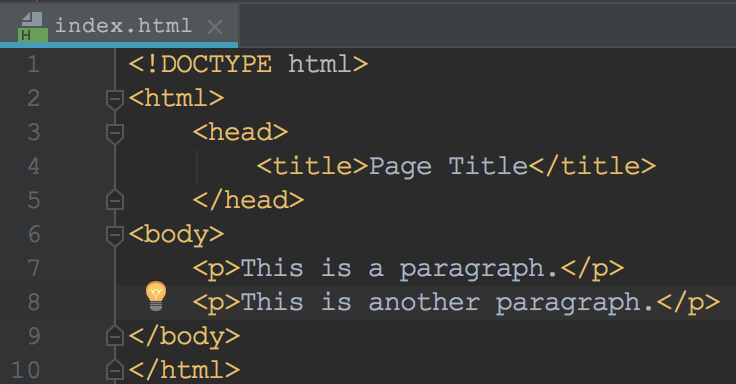 index.html
H
1 <!DOCTYPE html>
2 <html>
3     <head>
4         <title>Page Title</title>
5     </head>
6 <body>
7     <p>This is a paragraph.</p>
8     <p>This is another paragraph.</p>
9 </body>
10 </html>